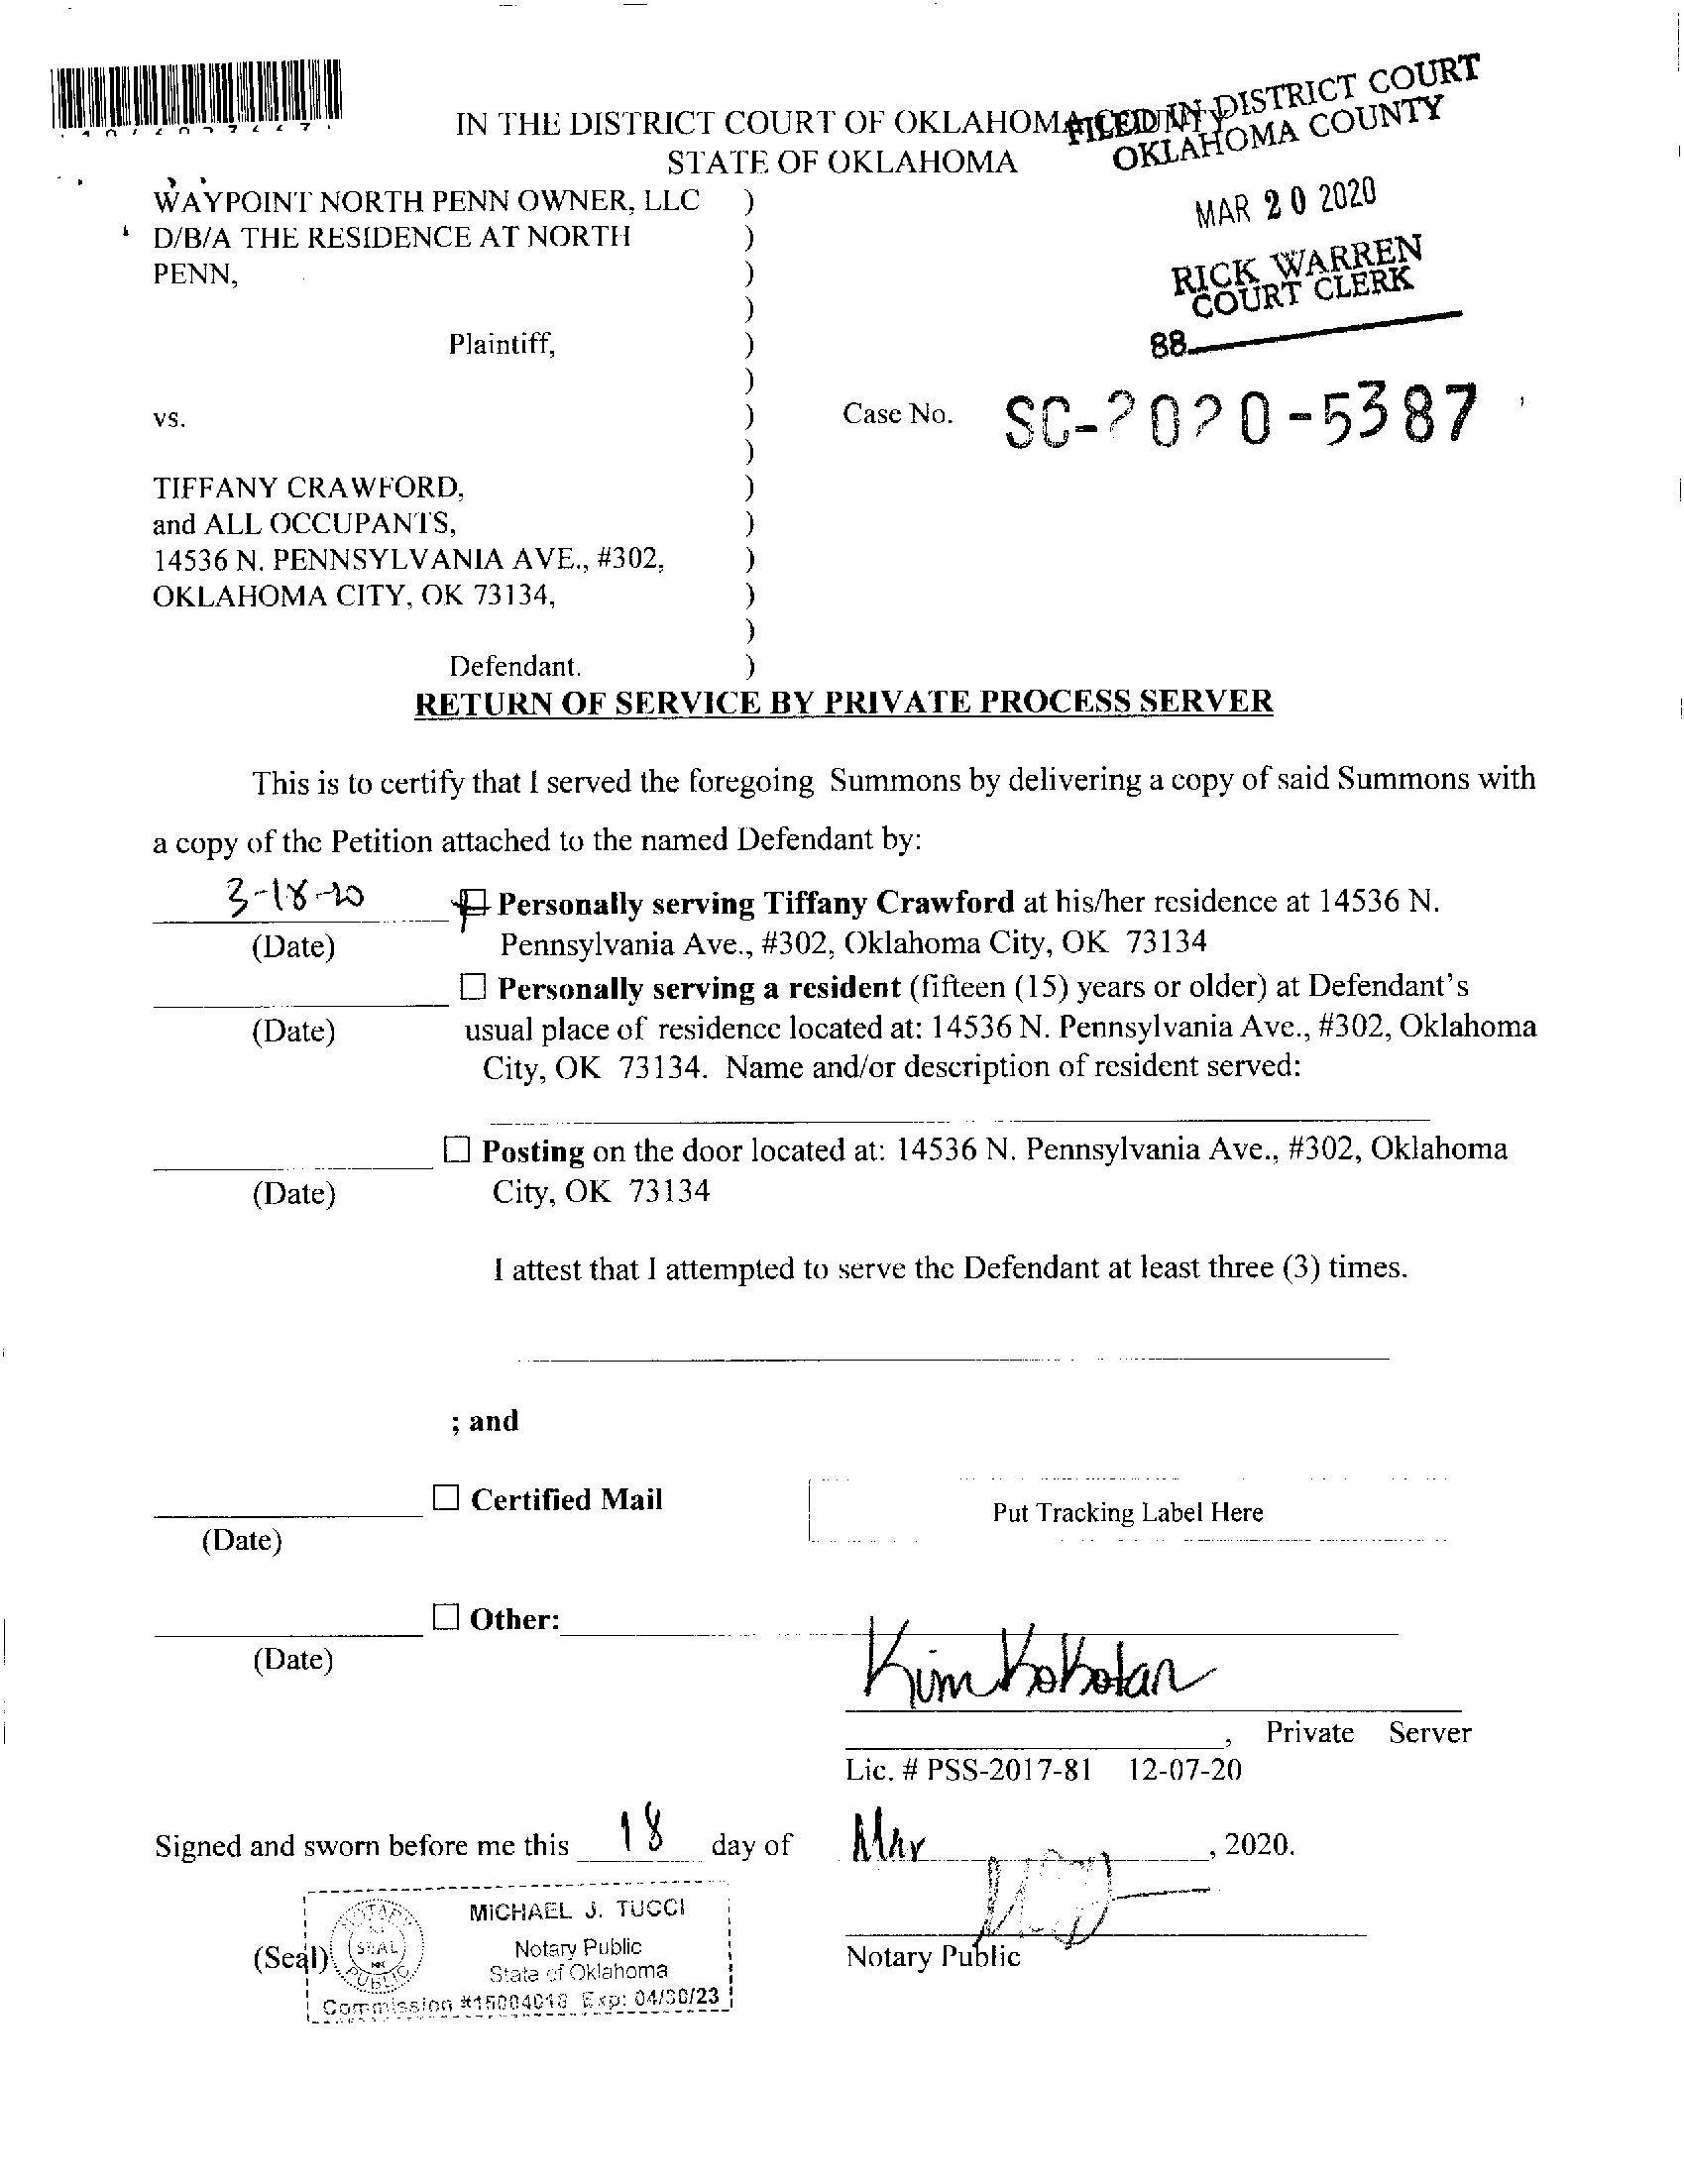 IN THE DISTRICT COURT OF OKLAHOMA COUNTY
STATE OF OKLAHOMA
FILED IN DISTRICT COURT
OKLAHOMA COUNTY
MAR 20 2020
RICK WARREN
COURT CLERK
88
WAYPOINT NORTH PENN OWNER, LLC )
D/B/A THE RESIDENCE AT NORTH )
PENN, )
)
Plaintiff, )
)
vs. ) Case No. SC-2020-5387
)
TIFFANY CRAWFORD, )
and ALL OCCUPANTS, )
14536 N. PENNSYLVANIA AVE., #302, )
OKLAHOMA CITY, OK 73134, )
)
Defendant. )
RETURN OF SERVICE BY PRIVATE PROCESS SERVER
This is to certify that I served the foregoing Summons by delivering a copy of said Summons with
a copy of the Petition attached to the named Defendant by:
3-18-20 Personally serving Tiffany Crawford at his/her residence at 14536 N.
(Date) Pennsylvania Ave., #302, Oklahoma City, OK 73134
☐ Personally serving a resident (fifteen (15) years or older) at Defendant's
(Date) usual place of residence located at: 14536 N. Pennsylvania Ave., #302, Oklahoma
City, OK 73134. Name and/or description of resident served:
☐ Posting on the door located at: 14536 N. Pennsylvania Ave., #302, Oklahoma
(Date) City, OK 73134
I attest that I attempted to serve the Defendant at least three (3) times.
; and
☐ Certified Mail Put Tracking Label Here
(Date)
☐ Other:
(Date)
Kim Kokotan
, Private Server
Lic. # PSS-2017-81 12-07-20
Signed and sworn before me this 18 day of Mar, 2020.
MICHAEL J. TUCCI
(Seal) Notary Public
State of Oklahoma
Commission #15004018 Exp: 04/30/23
NOTARY
SEAL
PUBLIC
Notary Public